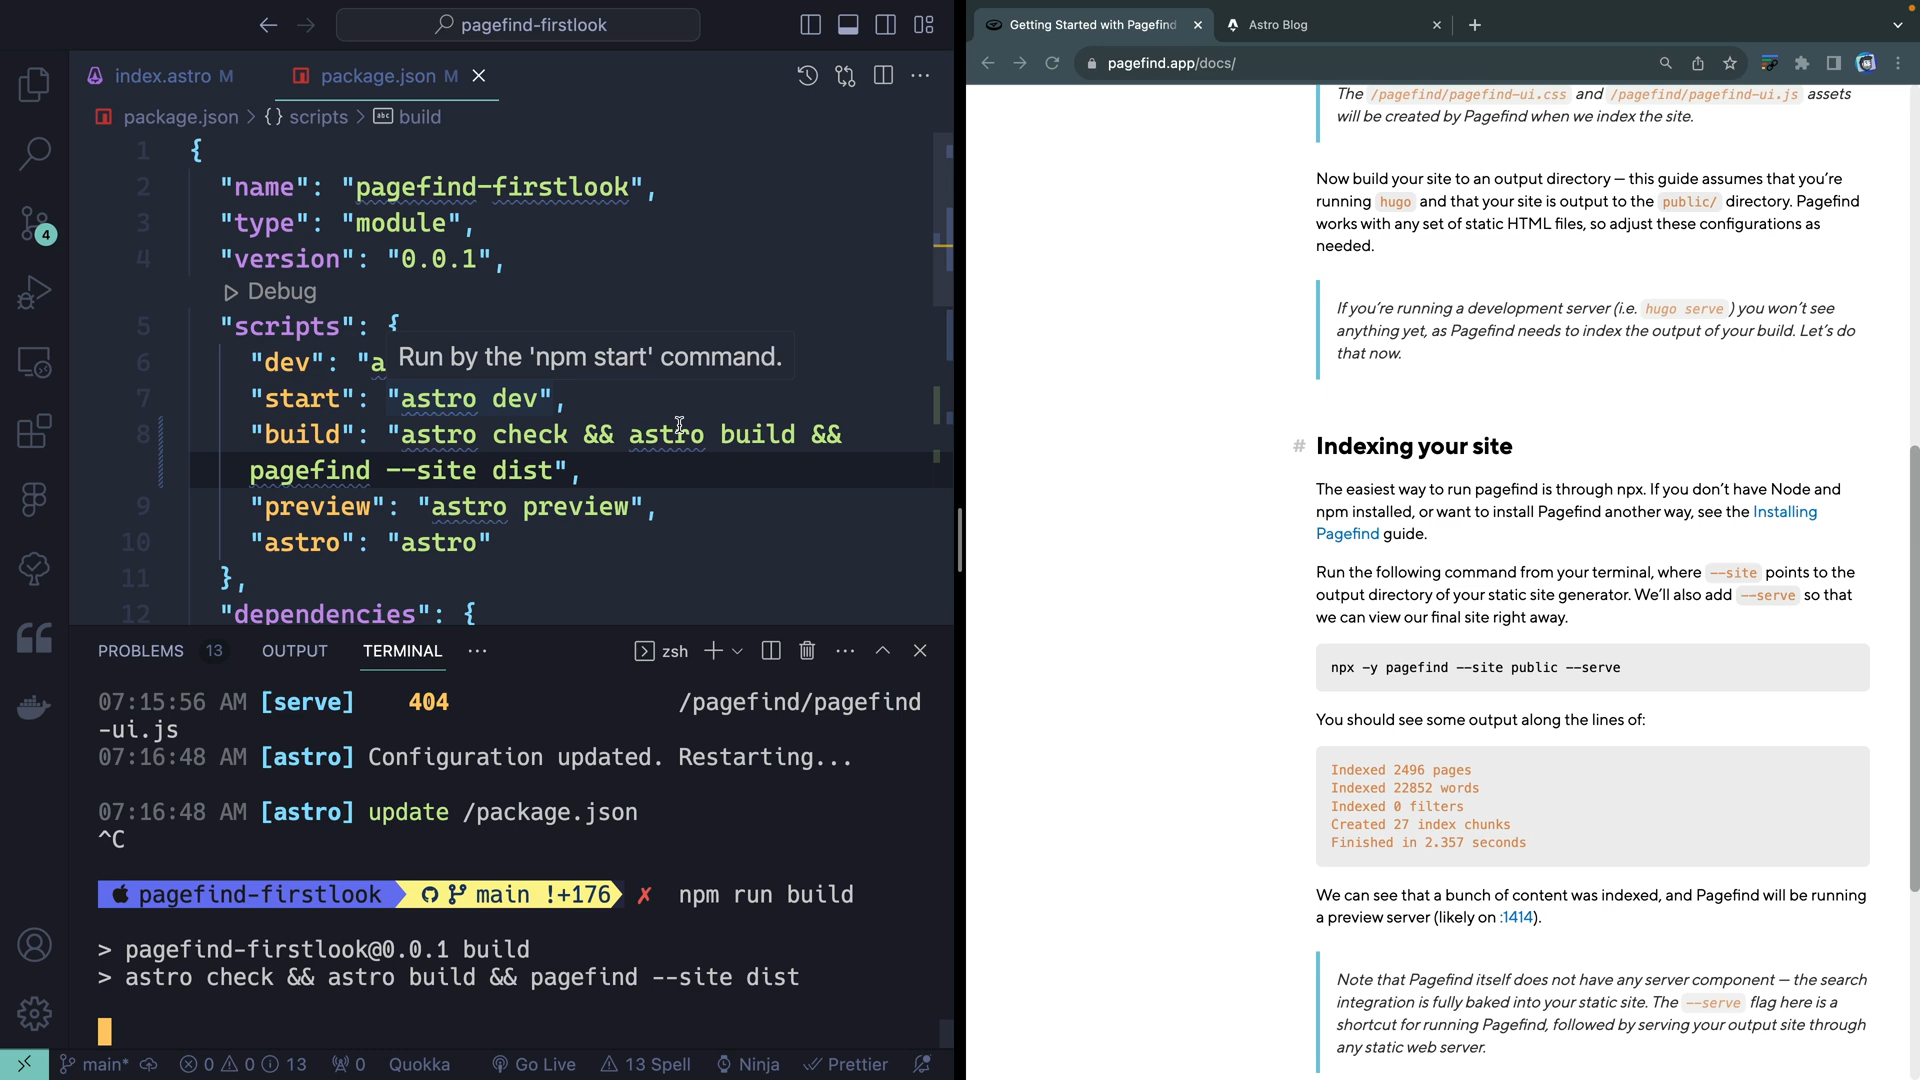 pagefind-firstlook
index.astro M
package.json M
package.json > {} scripts > abc build
1 {
2 "name": "pagefind-firstlook",
3 "type": "module",
4 "version": "0.0.1",
Debug
5 "scripts": {
6 "dev": "a
Run by the 'npm start' command.
7 "start": "astro dev",
8 "build": "astro check && astro build &&
pagefind --site dist",
9 "preview": "astro preview",
10 "astro": "astro"
11 },
12 "dependencies": {
4
PROBLEMS 13 OUTPUT TERMINAL ··· zsh
07:15:56 AM [serve] 404 /pagefind/pagefind
-ui.js
07:16:48 AM [astro] Configuration updated. Restarting...
07:16:48 AM [astro] update /package.json
^C
pagefind-firstlook main !+176 ✗ npm run build
> pagefind-firstlook@0.0.1 build
> astro check && astro build && pagefind --site dist
main* 0 0 13 0 Quokka Go Live 13 Spell Ninja Prettier
Getting Started with Pagefind
Astro Blog
pagefind.app/docs/
The /pagefind/pagefind-ui.css and /pagefind/pagefind-ui.js assets
will be created by Pagefind when we index the site.
Now build your site to an output directory — this guide assumes that you're
running hugo and that your site is output to the public/ directory. Pagefind
works with any set of static HTML files, so adjust these configurations as
needed.
If you're running a development server (i.e. hugo serve ) you won't see
anything yet, as Pagefind needs to index the output of your build. Let's do
that now.
# Indexing your site
The easiest way to run pagefind is through npx. If you don't have Node and
npm installed, or want to install Pagefind another way, see the Installing
Pagefind guide.
Run the following command from your terminal, where --site points to the
output directory of your static site generator. We'll also add --serve so that
we can view our final site right away.
npx -y pagefind --site public --serve
You should see some output along the lines of:
Indexed 2496 pages
Indexed 22852 words
Indexed 0 filters
Created 27 index chunks
Finished in 2.357 seconds
We can see that a bunch of content was indexed, and Pagefind will be running
a preview server (likely on :1414).
Note that Pagefind itself does not have any server component — the search
integration is fully baked into your static site. The --serve flag here is a
shortcut for running Pagefind, followed by serving your output site through
any static web server.